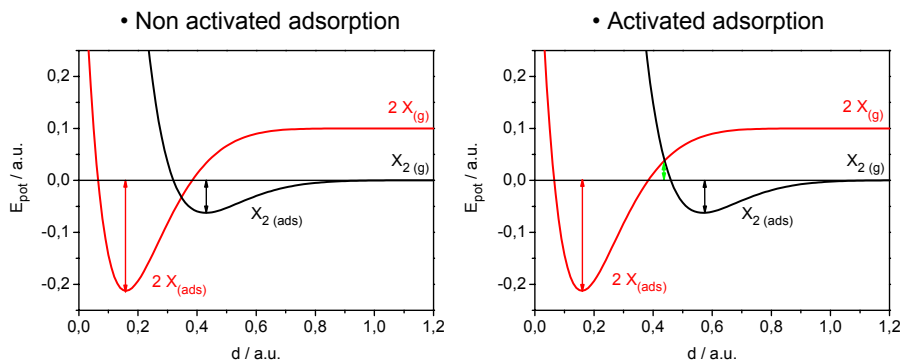 • Non activated adsorption
0,2
0,1
0,0
-0,1
-0,2
E_pot / a.u.
2 X_(g)
X_2 (g)
X_2 (ads)
2 X_(ads)
0,0 0,2 0,4 0,6 0,8 1,0 1,2
d / a.u.
• Activated adsorption
0,2
0,1
0,0
-0,1
-0,2
E_pot / a.u.
2 X_(g)
X_2 (g)
X_2 (ads)
2 X_(ads)
0,0 0,2 0,4 0,6 0,8 1,0 1,2
d / a.u.